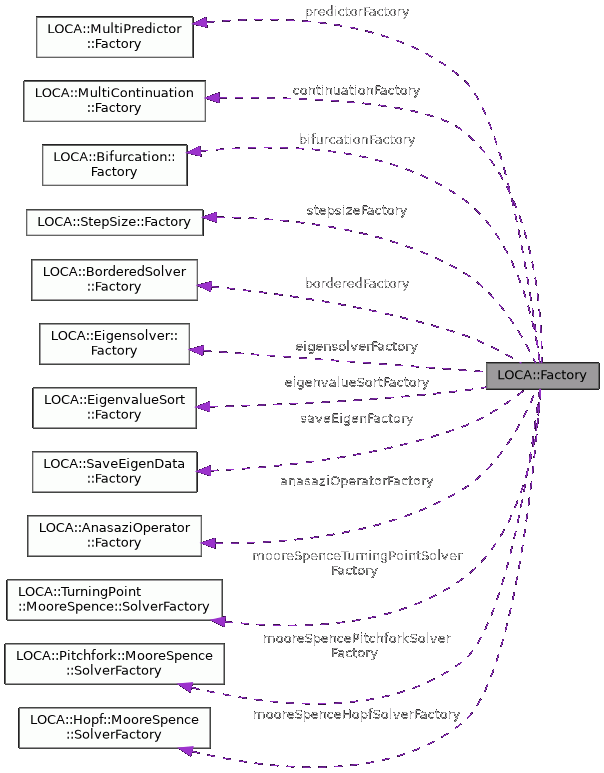 predictorFactory
LOCA::MultiPredictor
::Factory
continuationFactory
LOCA::MultiContinuation
::Factory
bifurcationFactory
LOCA::Bifurcation::
Factory
stepsizeFactory
LOCA::StepSize::Factory
borderedFactory
LOCA::BorderedSolver
::Factory
eigensolverFactory
LOCA::Eigensolver::
Factory
LOCA::Factory
eigenvalueSortFactory
LOCA::EigenvalueSort
::Factory
saveEigenFactory
LOCA::SaveEigenData
::Factory
anasaziOperatorFactory
LOCA::AnasaziOperator
::Factory
mooreSpenceTurningPointSolver
Factory
LOCA::TurningPoint
::MooreSpence::SolverFactory
mooreSpencePitchforkSolver
Factory
LOCA::Pitchfork::MooreSpence
::SolverFactory
mooreSpenceHopfSolverFactory
LOCA::Hopf::MooreSpence
::SolverFactory